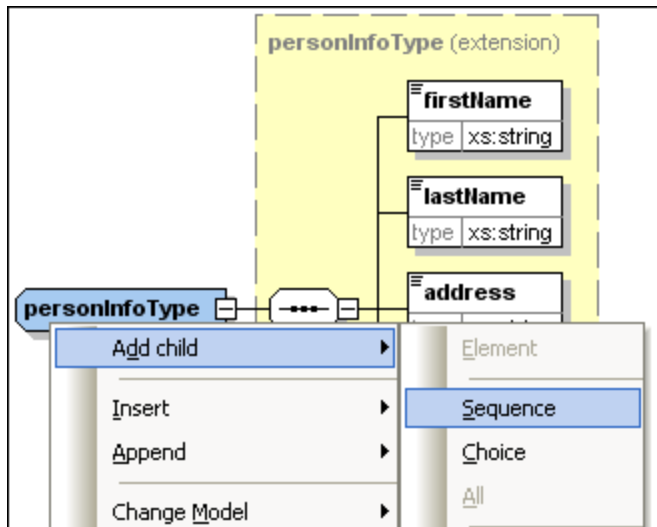 personInfoType (extension)
firstName
type xs:string
lastName
type xs:string
address
personInfoType
Add child
Element
Insert
Sequence
Append
Choice
All
Change Model